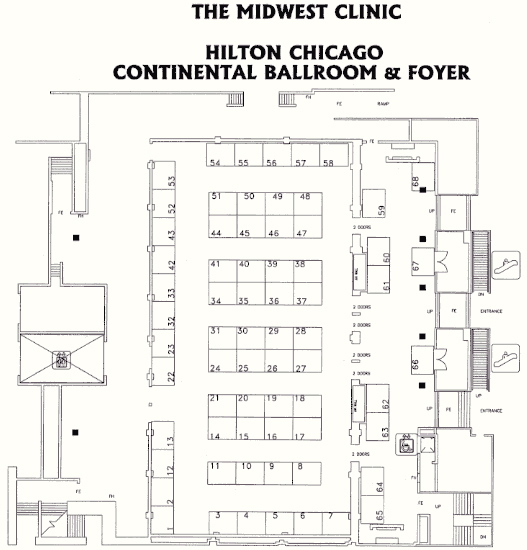 THE MIDWEST CLINIC
HILTON CHICAGO
CONTINENTAL BALLROOM & FOYER
FH
FE
RAMP
FE
54 55 56 57 58
53
68
52
51 50 49 48
59
UP
FE
FE
FH
43
44 45 46 47
2 DOORS
60
42
41 40 39 38
67
61
33
34 35 36 37
DN
2 DOORS
UP
FE
ENTRANCE
32
31 30 29 28
2 DOORS
23
24 25 26 27
2 DOORS
66
22
21 20 19 18
62
UP
UP
FE
ENTRANCE
13
14 15 16 17
63
12
11 10 9 8
2 DOORS
64
FH
FE
FH
2
FE
UP
1
3 4 5 6 7
65
DN